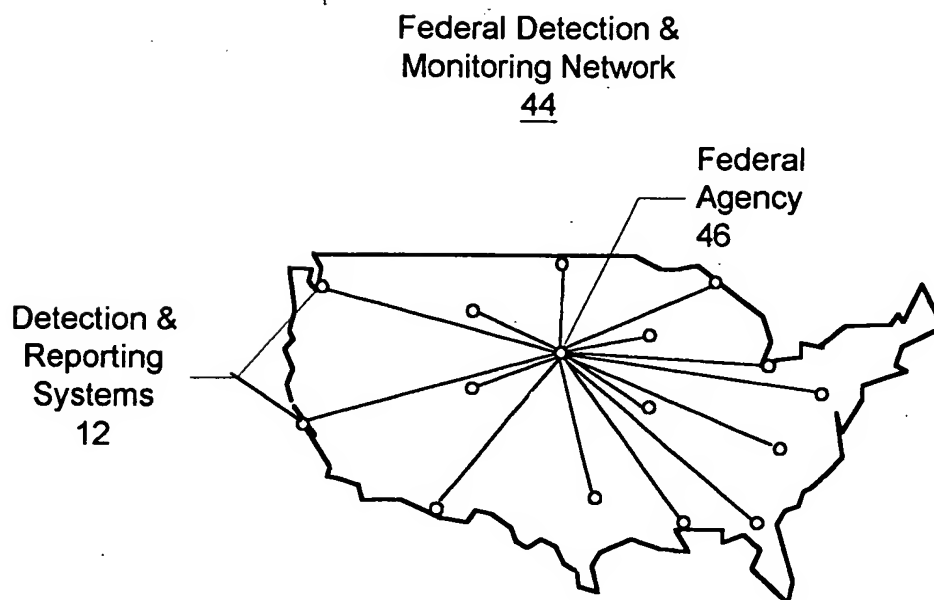 Federal Detection &
Monitoring Network
44
Federal
Agency
46
Detection &
Reporting
Systems
12